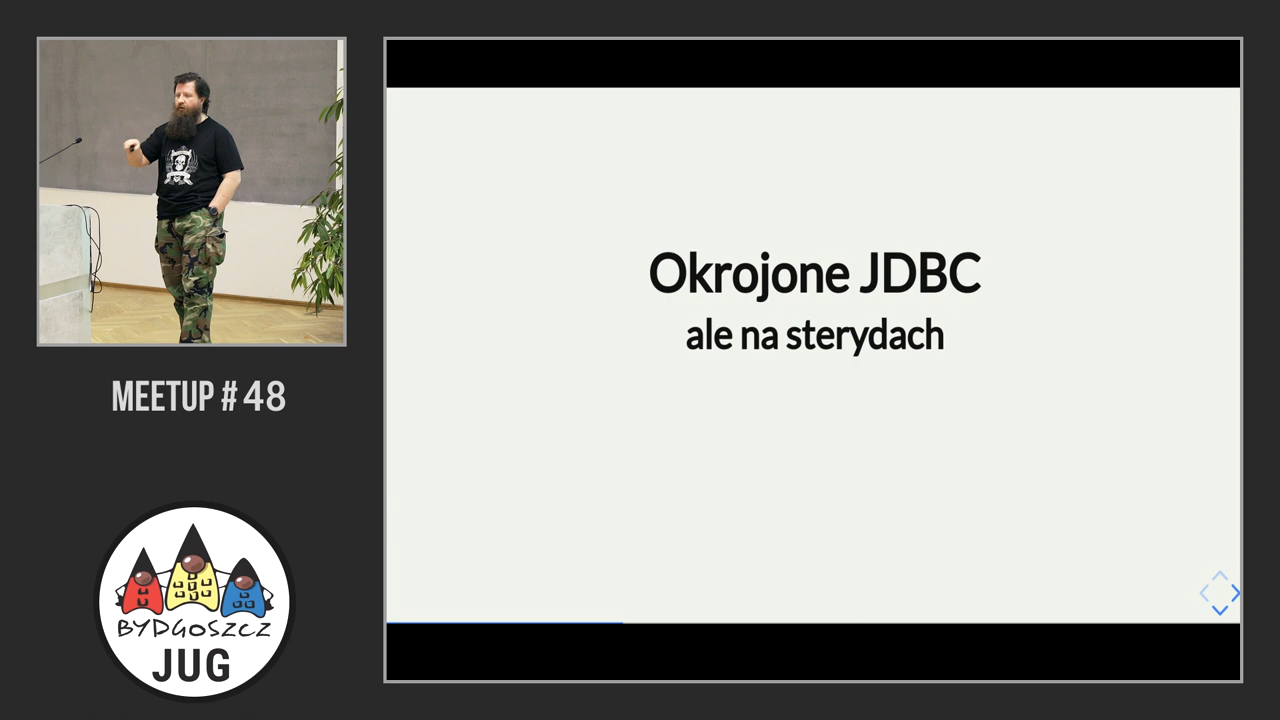 MEETUP # 48
BYDGOSZCZ
JUG
Okrojone JDBC
ale na sterydach